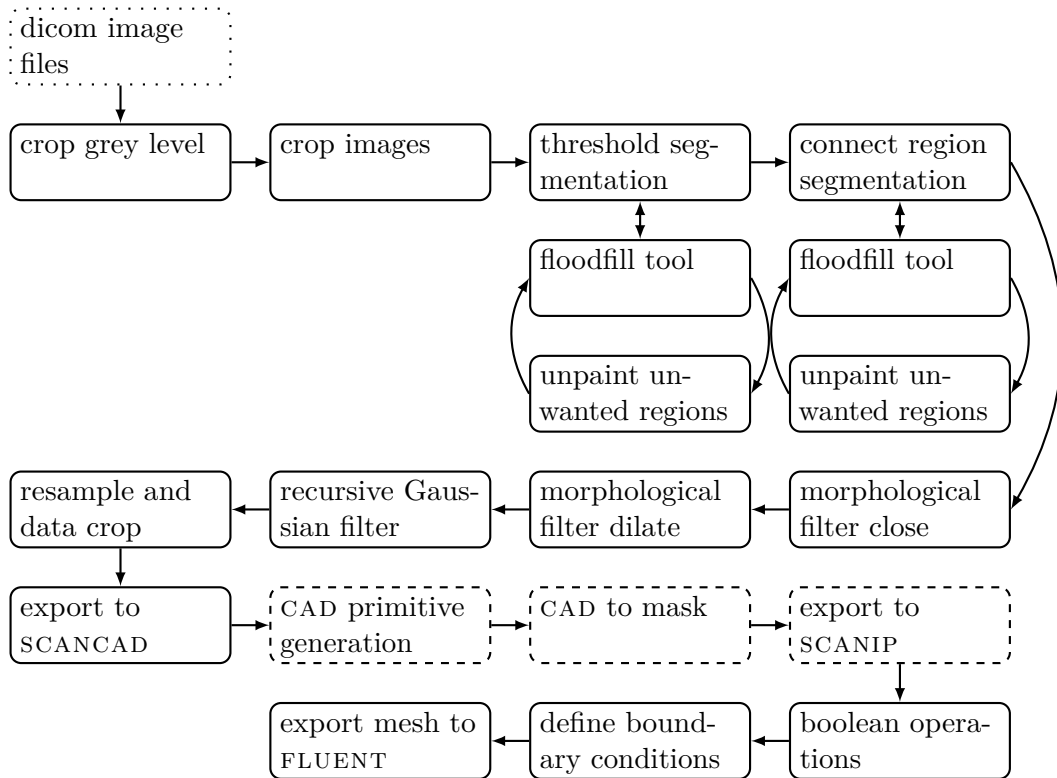 dicom image
files
crop grey level
crop images
threshold seg-
mentation
connect region
segmentation
floodfill tool
floodfill tool
unpaint un-
wanted regions
unpaint un-
wanted regions
resample and
data crop
recursive Gaus-
sian filter
morphological
filter dilate
morphological
filter close
export to
SCANCAD
CAD primitive
generation
CAD to mask
export to
SCANIP
export mesh to
FLUENT
define bound-
ary conditions
boolean opera-
tions